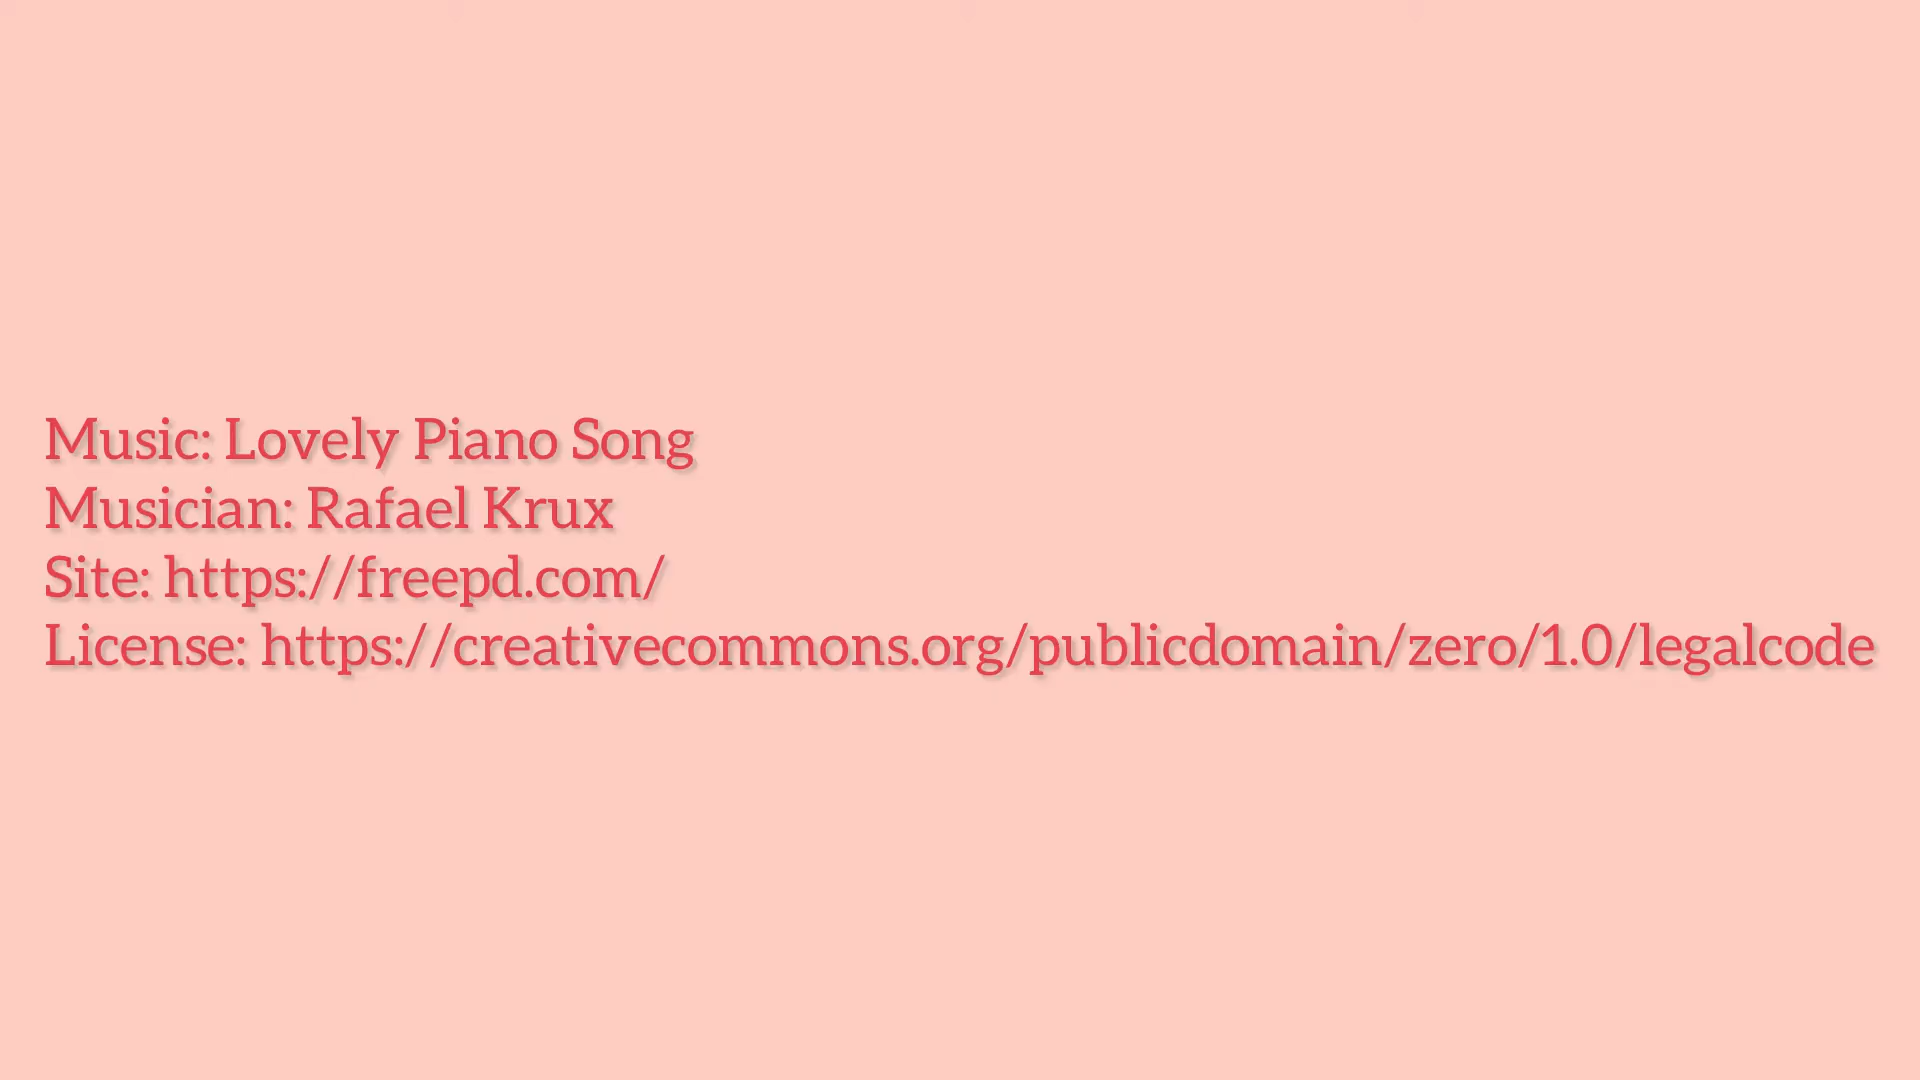 Music: Lovely Piano Song
Musician: Rafael Krux
Site: https://freepd.com/
License: https://creativecommons.org/publicdomain/zero/1.0/legalcode